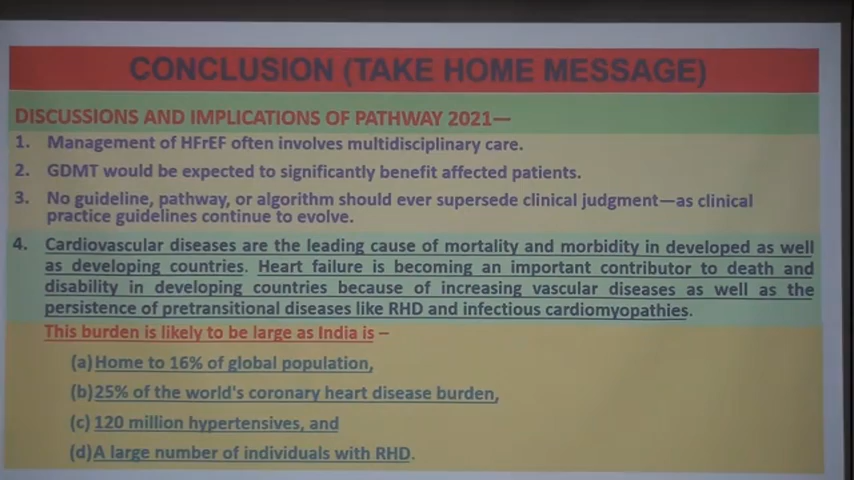 CONCLUSION (TAKE HOME MESSAGE)
DISCUSSIONS AND IMPLICATIONS OF PATHWAY 2021—
1. Management of HFrEF often involves multidisciplinary care.
2. GDMT would be expected to significantly benefit affected patients.
3. No guideline, pathway, or algorithm should ever supersede clinical judgment—as clinical
practice guidelines continue to evolve.
4. Cardiovascular diseases are the leading cause of mortality and morbidity in developed as well
as developing countries. Heart failure is becoming an important contributor to death and
disability in developing countries because of increasing vascular diseases as well as the
persistence of pretransitional diseases like RHD and infectious cardiomyopathies.
This burden is likely to be large as India is –
(a) Home to 16% of global population,
(b) 25% of the world's coronary heart disease burden,
(c) 120 million hypertensives, and
(d) A large number of individuals with RHD.